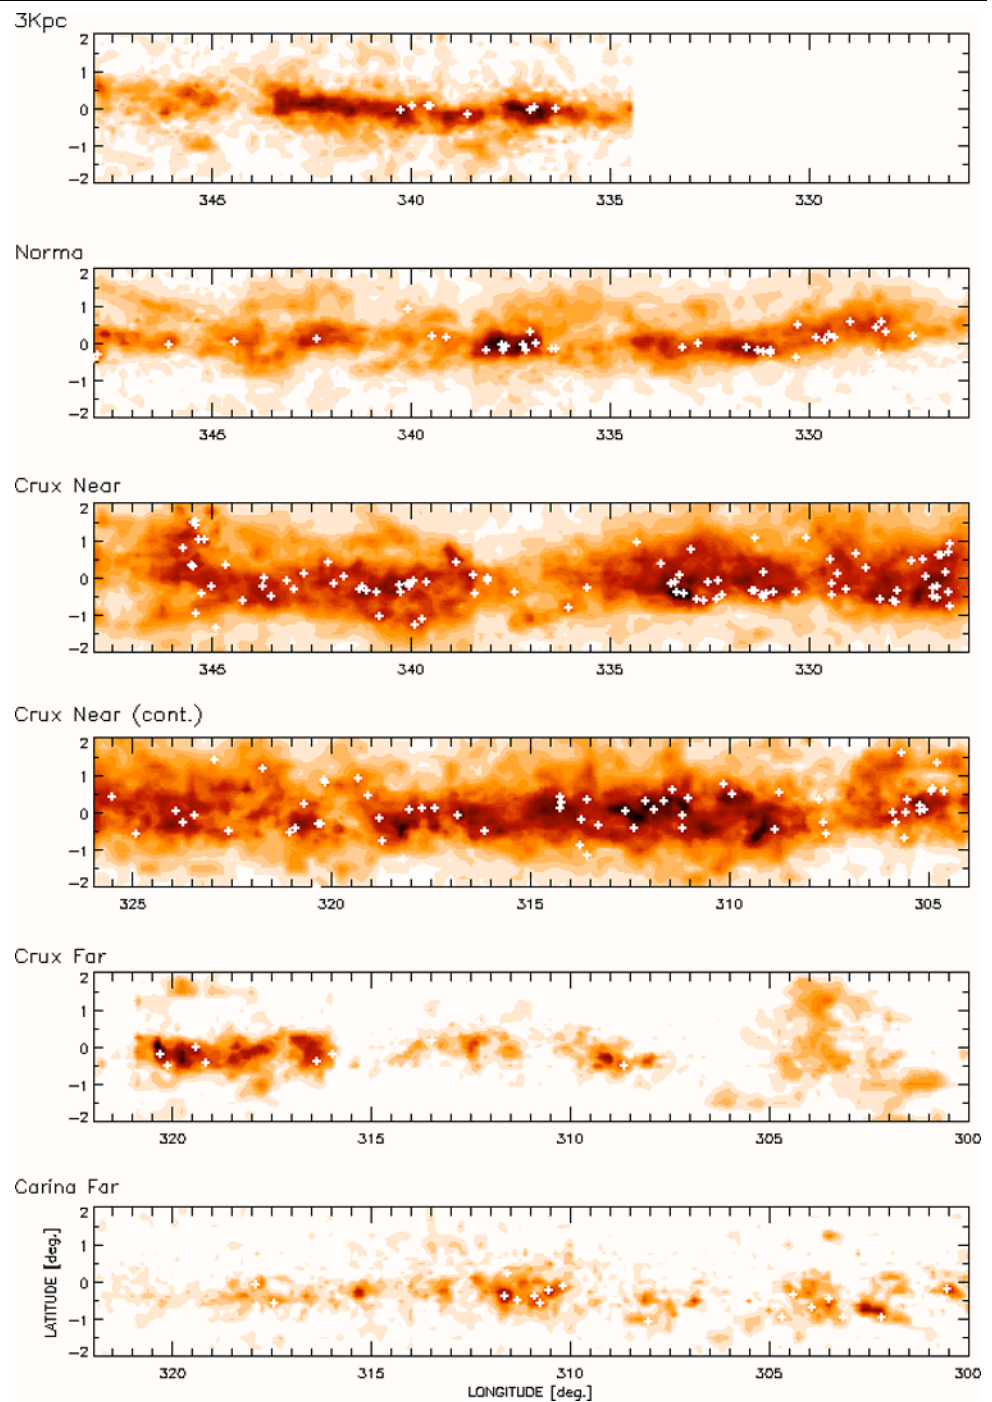 3Kpc
2
1
0
−1
−2
345 340 335 330
Norma
2
1
0
−1
−2
345 340 335 330
Crux Near
2
1
0
−1
−2
345 340 335 330
Crux Near (cont.)
2
1
0
−1
−2
325 320 315 310 305
Crux Far
2
1
0
−1
−2
320 315 310 305 300
Carina Far
LATITUDE [deg.]
2
1
0
−1
−2
320 315 310 305 300
LONGITUDE [deg.]